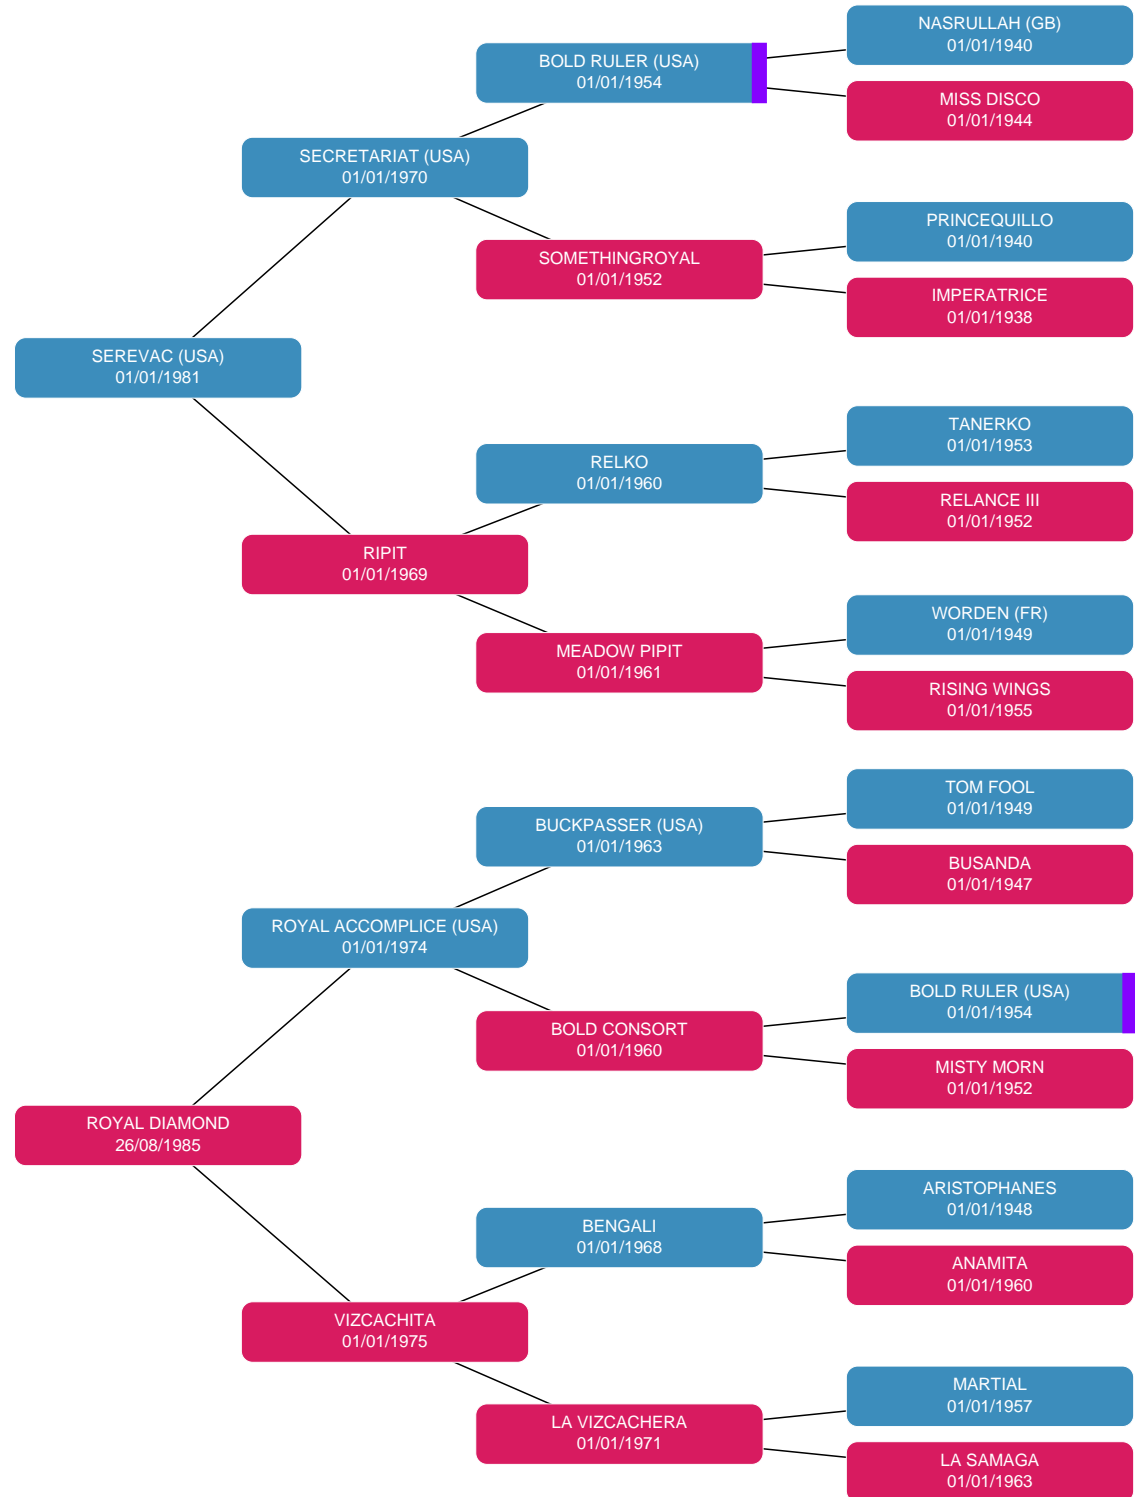 NASRULLAH (GB)
01/01/1940
BOLD RULER (USA)
01/01/1954
MISS DISCO
01/01/1944
SECRETARIAT (USA)
01/01/1970
PRINCEQUILLO
01/01/1940
SOMETHINGROYAL
01/01/1952
IMPERATRICE
01/01/1938
SEREVAC (USA)
01/01/1981
TANERKO
01/01/1953
RELKO
01/01/1960
RELANCE III
01/01/1952
RIPIT
01/01/1969
WORDEN (FR)
01/01/1949
MEADOW PIPIT
01/01/1961
RISING WINGS
01/01/1955
TOM FOOL
01/01/1949
BUCKPASSER (USA)
01/01/1963
BUSANDA
01/01/1947
ROYAL ACCOMPLICE (USA)
01/01/1974
BOLD RULER (USA)
01/01/1954
BOLD CONSORT
01/01/1960
MISTY MORN
01/01/1952
ROYAL DIAMOND
26/08/1985
ARISTOPHANES
01/01/1948
BENGALI
01/01/1968
ANAMITA
01/01/1960
VIZCACHITA
01/01/1975
MARTIAL
01/01/1957
LA VIZCACHERA
01/01/1971
LA SAMAGA
01/01/1963